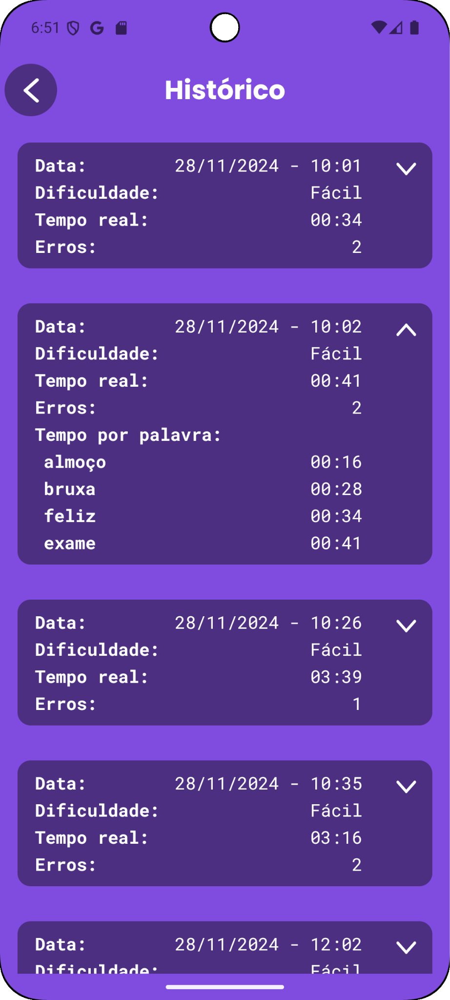 6:51
Histórico
Data: 28/11/2024 - 10:01
Dificuldade: Fácil
Tempo real: 00:34
Erros: 2
Data: 28/11/2024 - 10:02
Dificuldade: Fácil
Tempo real: 00:41
Erros: 2
Tempo por palavra:
almoço 00:16
bruxa 00:28
feliz 00:34
exame 00:41
Data: 28/11/2024 - 10:26
Dificuldade: Fácil
Tempo real: 03:39
Erros: 1
Data: 28/11/2024 - 10:35
Dificuldade: Fácil
Tempo real: 03:16
Erros: 2
Data: 28/11/2024 - 12:02
Dificuldade: Fácil